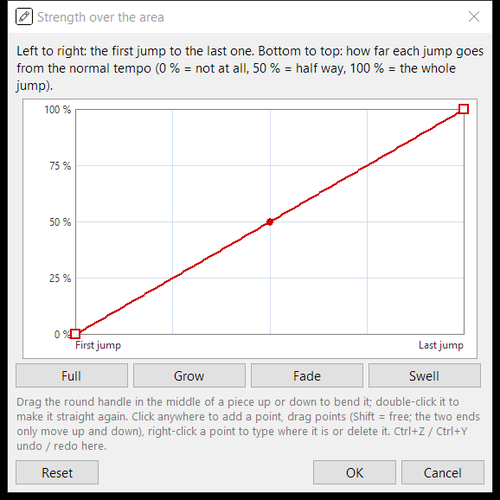 Strength over the area
Left to right: the first jump to the last one. Bottom to top: how far each jump goes
from the normal tempo (0 % = not at all, 50 % = half way, 100 % = the whole
jump).
100 %
75 %
50 %
25 %
0 %
First jump
Last jump
Full
Grow
Fade
Swell
Drag the round handle in the middle of a piece up or down to bend it; double-click it to
make it straight again. Click anywhere to add a point, drag points (Shift = free; the two ends
only move up and down), right-click a point to type where it is or delete it. Ctrl+Z / Ctrl+Y
undo / redo here.
Reset
OK
Cancel